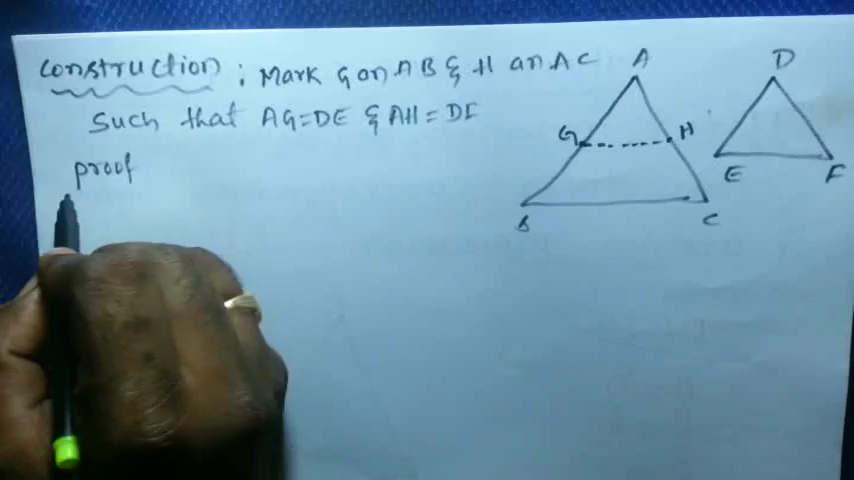 Construction : Mark G on AB & H on AC
Such that AG=DE & AH=DF
proof
A
D
G
H
E
F
B
C